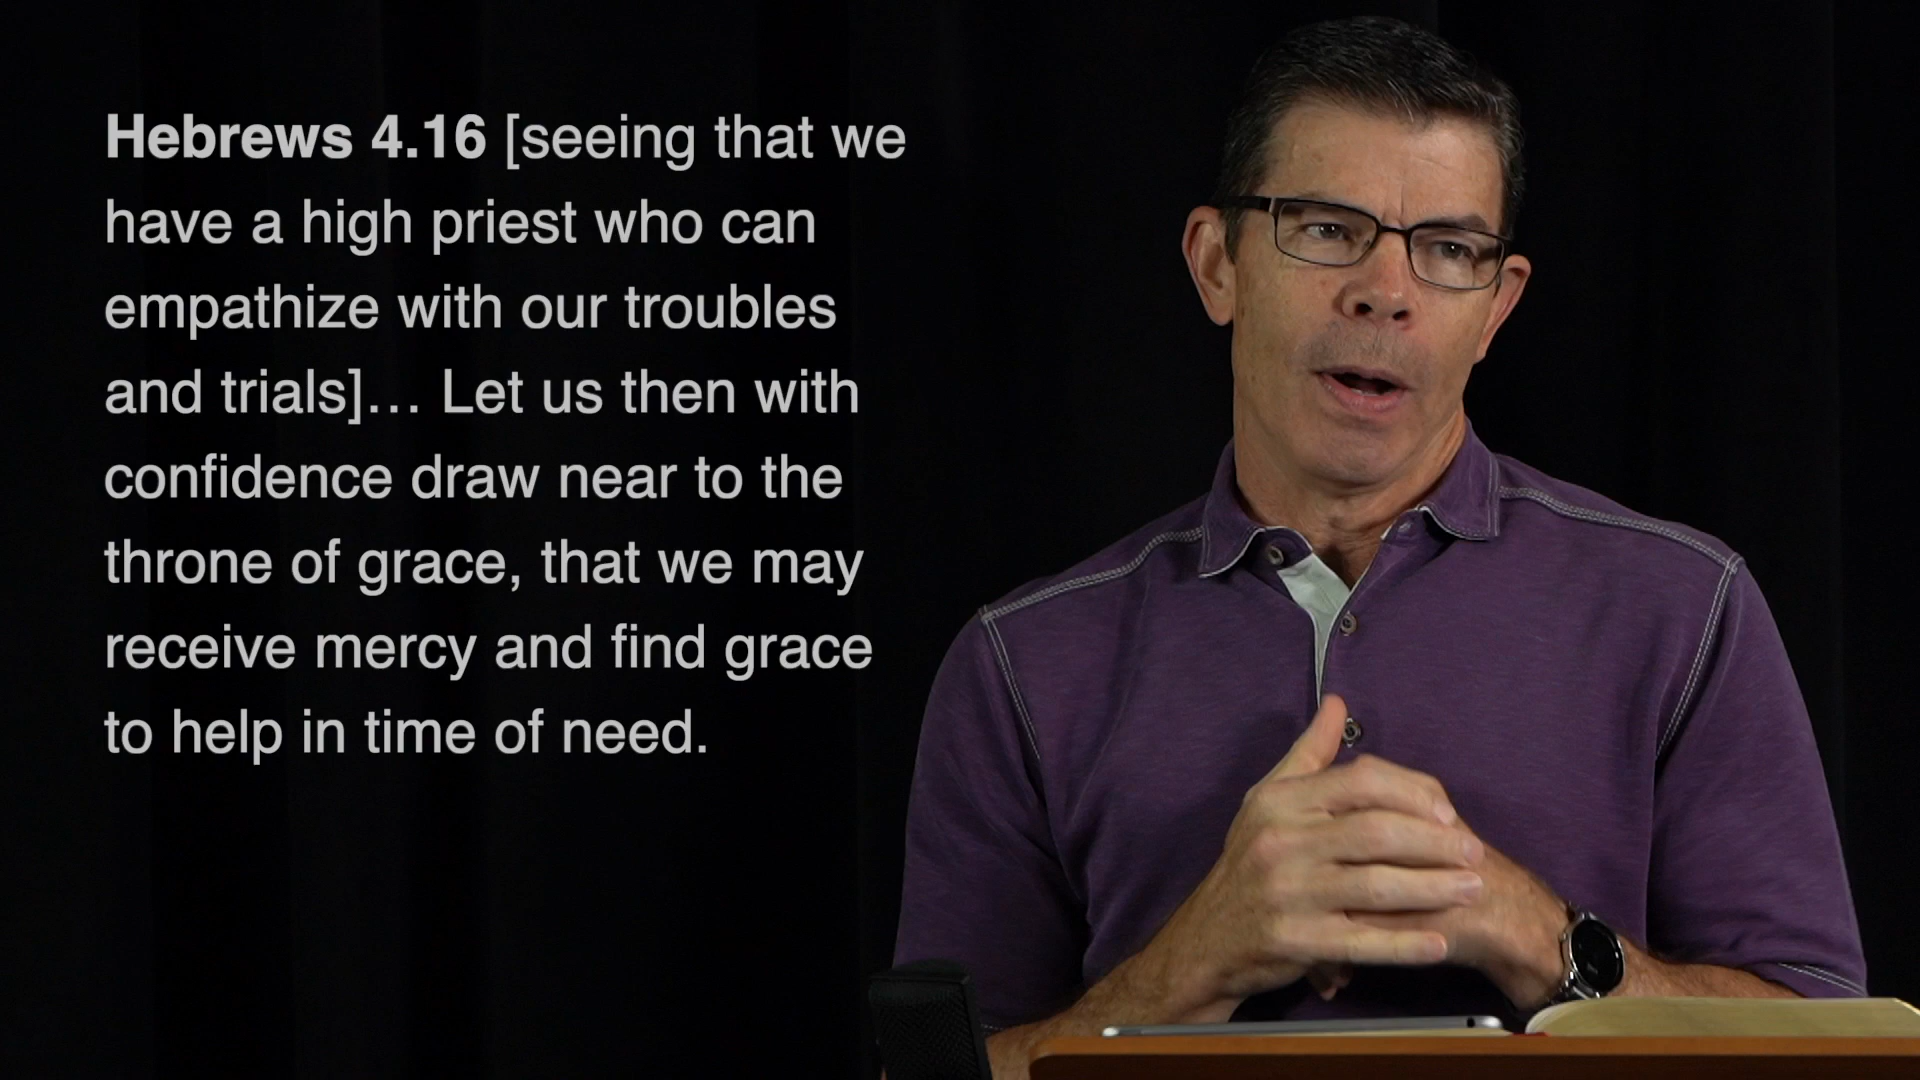 Hebrews 4.16 [seeing that we
have a high priest who can
empathize with our troubles
and trials]… Let us then with
confidence draw near to the
throne of grace, that we may
receive mercy and find grace
to help in time of need.